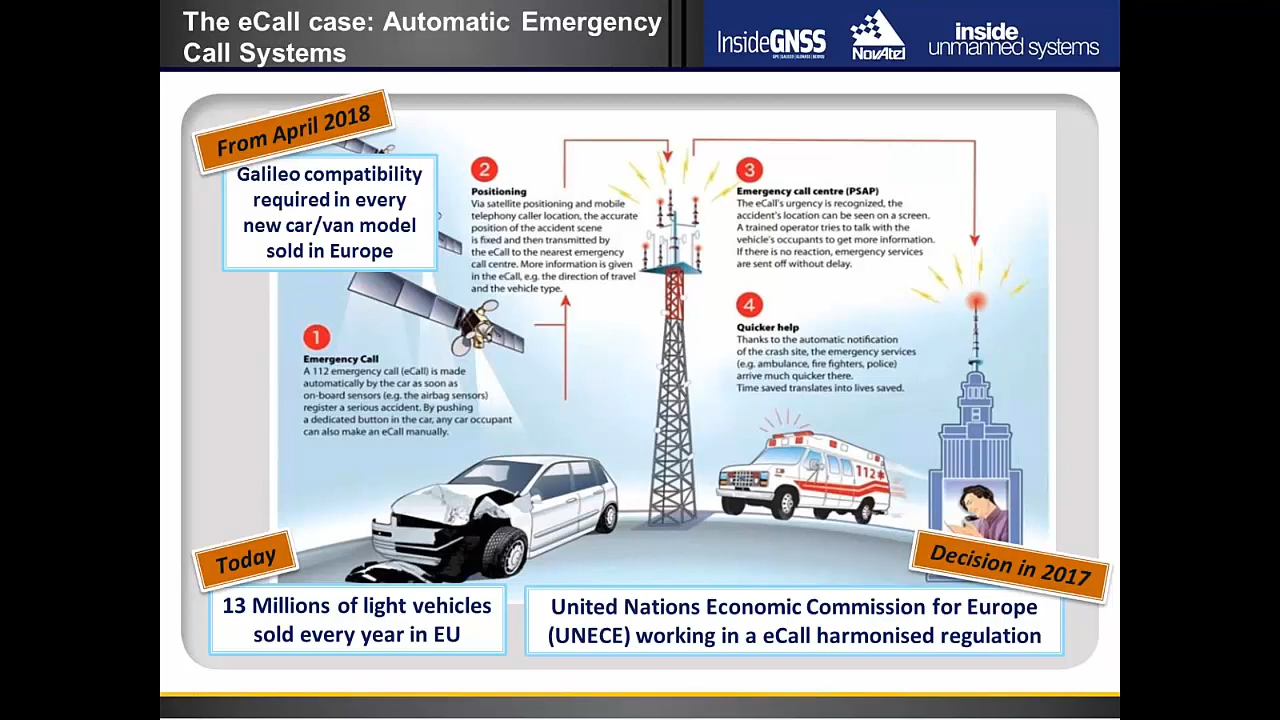 The eCall case: Automatic Emergency
Call Systems
InsideGNSS
NovAtel
inside
unmanned systems
From April 2018
Galileo compatibility
required in every
new car/van model
sold in Europe
1
Emergency Call
A 112 emergency call (eCall) is made
automatically by the car as soon as
on-board sensors (e.g. the airbag sensors)
register a serious accident. By pushing
a dedicated button in the car, any car occupant
can also make an eCall manually.
2
Positioning
Via satellite positioning and mobile
telephony caller location, the accurate
position of the accident scene
is fixed and then transmitted by
the eCall to the nearest emergency
call centre. More information is given
in the eCall, e.g. the direction of travel
and the vehicle type.
3
Emergency call centre (PSAP)
The eCall's urgency is recognized, the
accident's location can be seen on a screen.
A trained operator tries to talk with the
vehicle's occupants to get more information.
If there is no reaction, emergency services
are sent off without delay.
4
Quicker help
Thanks to the automatic notification
of the crash site, the emergency services
(e.g. ambulance, fire fighters, police)
arrive much quicker there.
Time saved translates into lives saved.
112
Today
13 Millions of light vehicles
sold every year in EU
Decision in 2017
United Nations Economic Commission for Europe
(UNECE) working in a eCall harmonised regulation